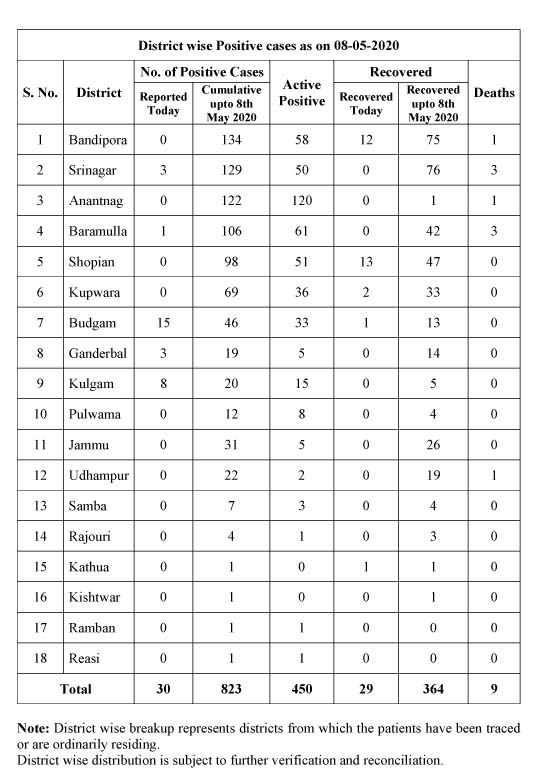 District wise Positive cases as on 08-05-2020
S. No. District No. of Positive Cases Active Positive Recovered Deaths
Reported Today Cumulative upto 8th May 2020 Recovered Today Recovered upto 8th May 2020
1 Bandipora 0 134 58 12 75 1
2 Srinagar 3 129 50 0 76 3
3 Anantnag 0 122 120 0 1 1
4 Baramulla 1 106 61 0 42 3
5 Shopian 0 98 51 13 47 0
6 Kupwara 0 69 36 2 33 0
7 Budgam 15 46 33 1 13 0
8 Ganderbal 3 19 5 0 14 0
9 Kulgam 8 20 15 0 5 0
10 Pulwama 0 12 8 0 4 0
11 Jammu 0 31 5 0 26 0
12 Udhampur 0 22 2 0 19 1
13 Samba 0 7 3 0 4 0
14 Rajouri 0 4 1 0 3 0
15 Kathua 0 1 0 1 1 0
16 Kishtwar 0 1 0 0 1 0
17 Ramban 0 1 1 0 0 0
18 Reasi 0 1 1 0 0 0
Total 30 823 450 29 364 9
Note: District wise breakup represents districts from which the patients have been traced
or are ordinarily residing.
District wise distribution is subject to further verification and reconciliation.